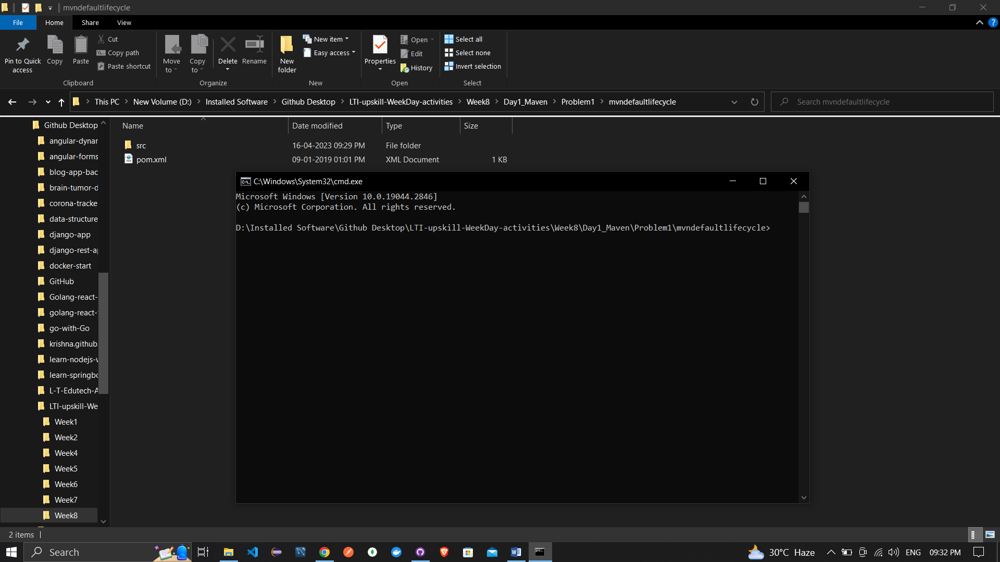 mvndefaultlifecycle
File
Home
Share
View
Pin to Quick access
Copy
Paste
Cut
Copy path
Paste shortcut
Clipboard
Move to
Copy to
Delete
Rename
Organize
New folder
New item
Easy access
New
Properties
Open
Edit
History
Open
Select all
Select none
Invert selection
Select
This PC > New Volume (D:) > Installed Software > Github Desktop > LTI-upskill-WeekDay-activities > Week8 > Day1_Maven > Problem1 > mvndefaultlifecycle
Search mvndefaultlifecycle
Github Desktop
angular-dynar
angular-forms
blog-app-bac
brain-tumor-d
corona-tracke
data-structure
django-app
django-rest-ap
docker-start
GitHub
Golang-react-
golang-react-
go-with-Go
krishna.github.
learn-nodejs-v
learn-springbo
L-T-Edutech-A
LTI-upskill-We
Week1
Week2
Week4
Week5
Week6
Week7
Week8
Name Date modified Type Size
src 16-04-2023 09:29 PM File folder
pom.xml 09-01-2019 01:01 PM XML Document 1 KB
C:\Windows\System32\cmd.exe
Microsoft Windows [Version 10.0.19044.2846]
(c) Microsoft Corporation. All rights reserved.
D:\Installed Software\Github Desktop\LTI-upskill-WeekDay-activities\Week8\Day1_Maven\Problem1\mvndefaultlifecycle>
2 items
Search
30°C Haze
ENG
09:32 PM